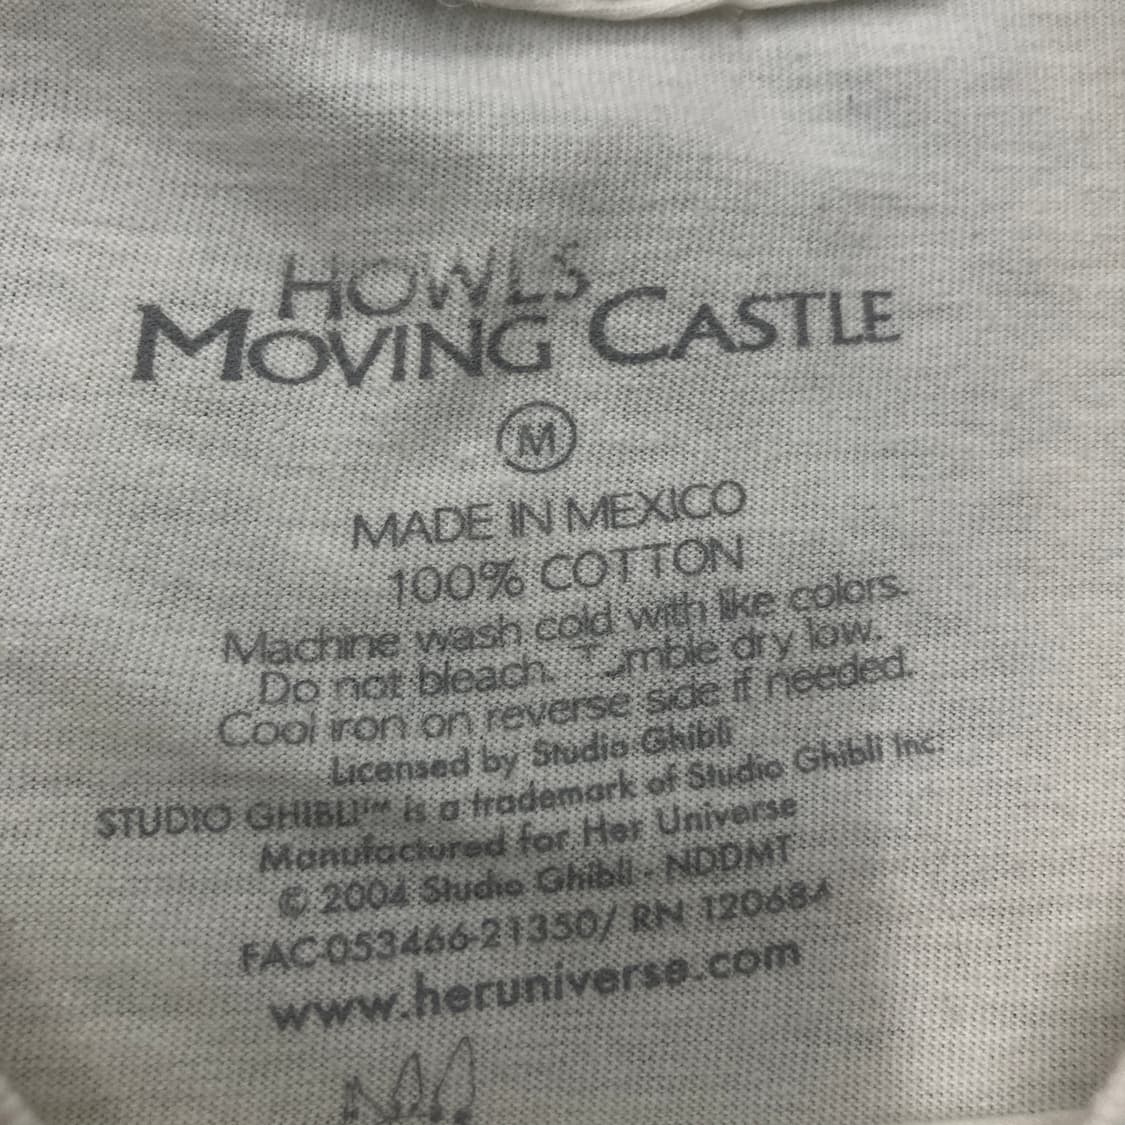 HOWL'S
MOVING CASTLE
M
MADE IN MEXICO
100% COTTON
Machine wash cold with like colors.
Do not bleach. Tumble dry low.
Cool iron on reverse side if needed.
Licensed by Studio Ghibli
STUDIO GHIBLI™ is a trademark of Studio Ghibli Inc.
Manufactured for Her Universe
© 2004 Studio Ghibli - NDDMT
FAC-053466-21350/ RN 120684
www.heruniverse.com